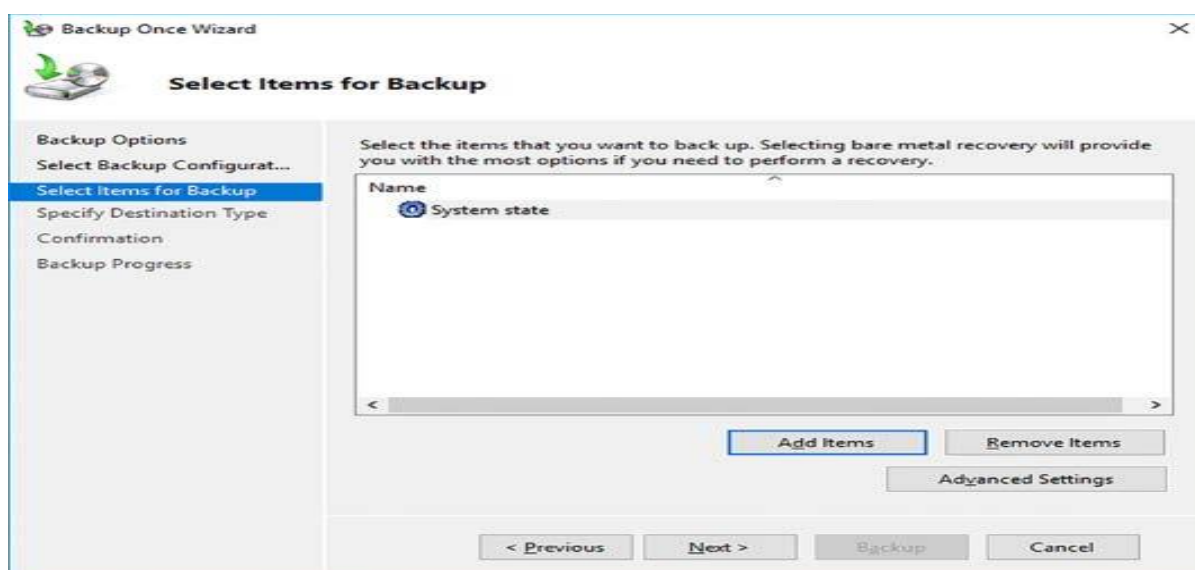 Backup Once Wizard
Select Items for Backup
Backup Options
Select Backup Configurat...
Select Items for Backup
Specify Destination Type
Confirmation
Backup Progress
Select the items that you want to back up. Selecting bare metal recovery will provide
you with the most options if you need to perform a recovery.
Name
System state
Add Items
Remove Items
Advanced Settings
< Previous
Next >
Backup
Cancel